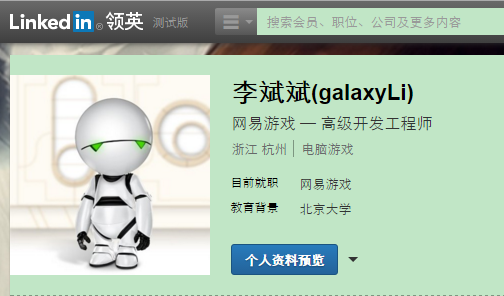 Linked in ® 领英 测试版
搜索会员、职位、公司及更多内容
李斌斌(galaxyLi)
网易游戏 — 高级开发工程师
浙江 杭州 | 电脑游戏
目前就职 网易游戏
教育背景 北京大学
个人资料预览